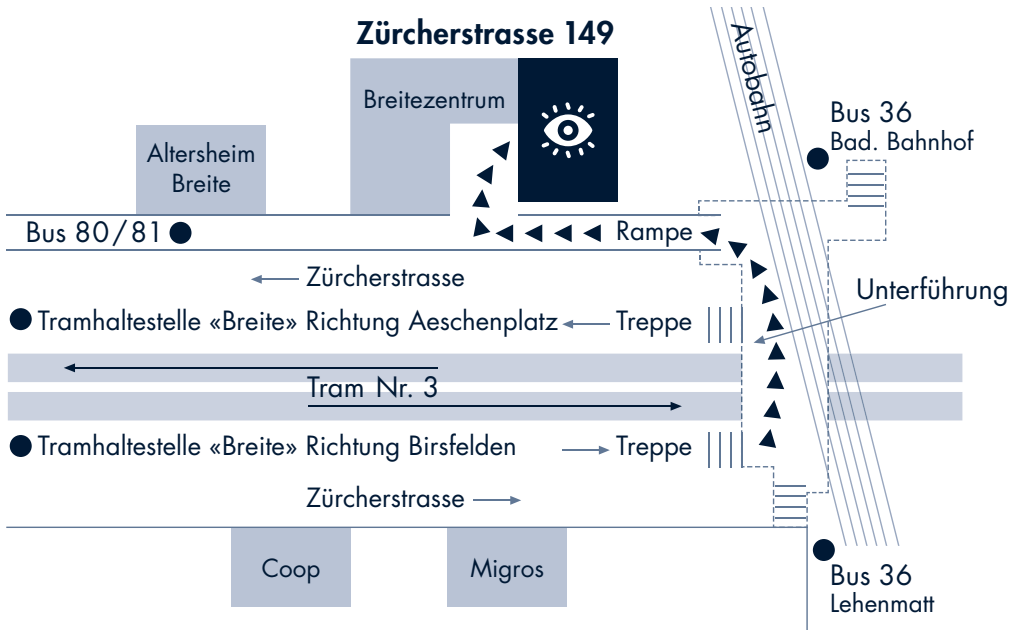 Zürcherstrasse 149
Autobahn
Breitezentrum
Bus 36
Bad. Bahnhof
Altersheim
Breite
Bus 80/81
Rampe
Zürcherstrasse
Unterführung
Tramhaltestelle «Breite» Richtung Aeschenplatz
Treppe
Tram Nr. 3
Tramhaltestelle «Breite» Richtung Birsfelden
Treppe
Zürcherstrasse
Coop
Migros
Bus 36
Lehenmatt